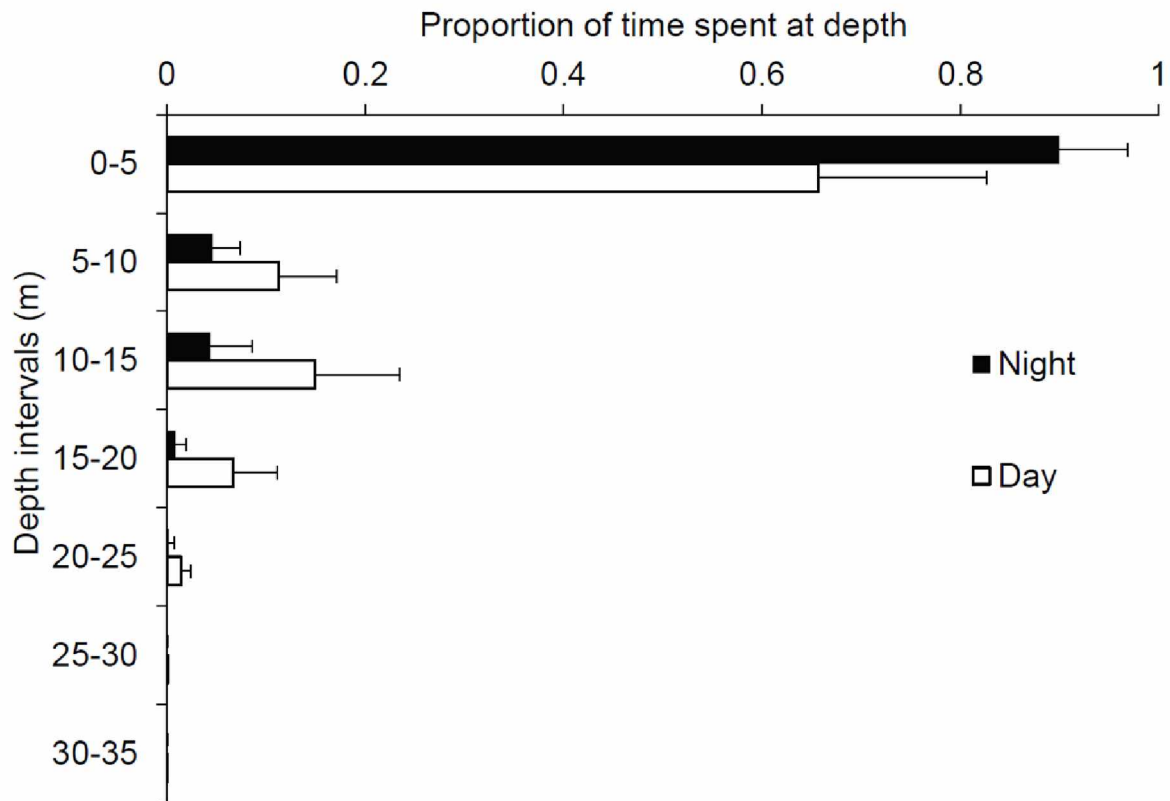 Proportion of time spent at depth
0 0.2 0.4 0.6 0.8 1
Depth intervals (m)
0-5
5-10
10-15
15-20
20-25
25-30
30-35
Night
Day